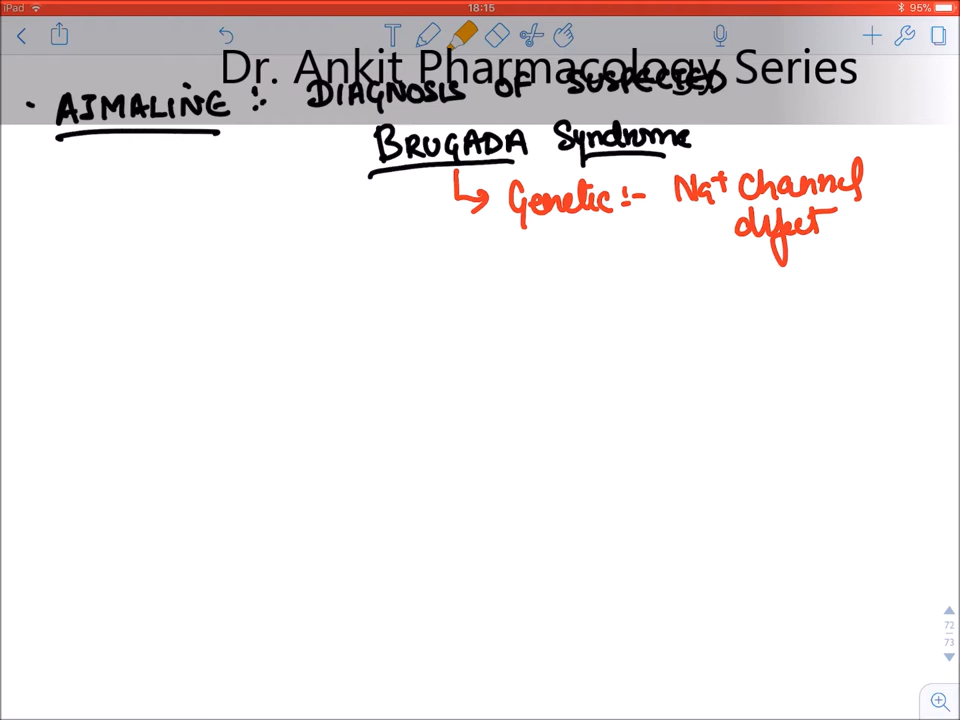 iPad 18:15 95%
Dr. Ankit Pharmacology Series
• AJMALINE :- DIAGNOSIS OF SUSPECTED
BRUGADA Syndrome
↳ Genetic :- Na+ channel
defect
72
73